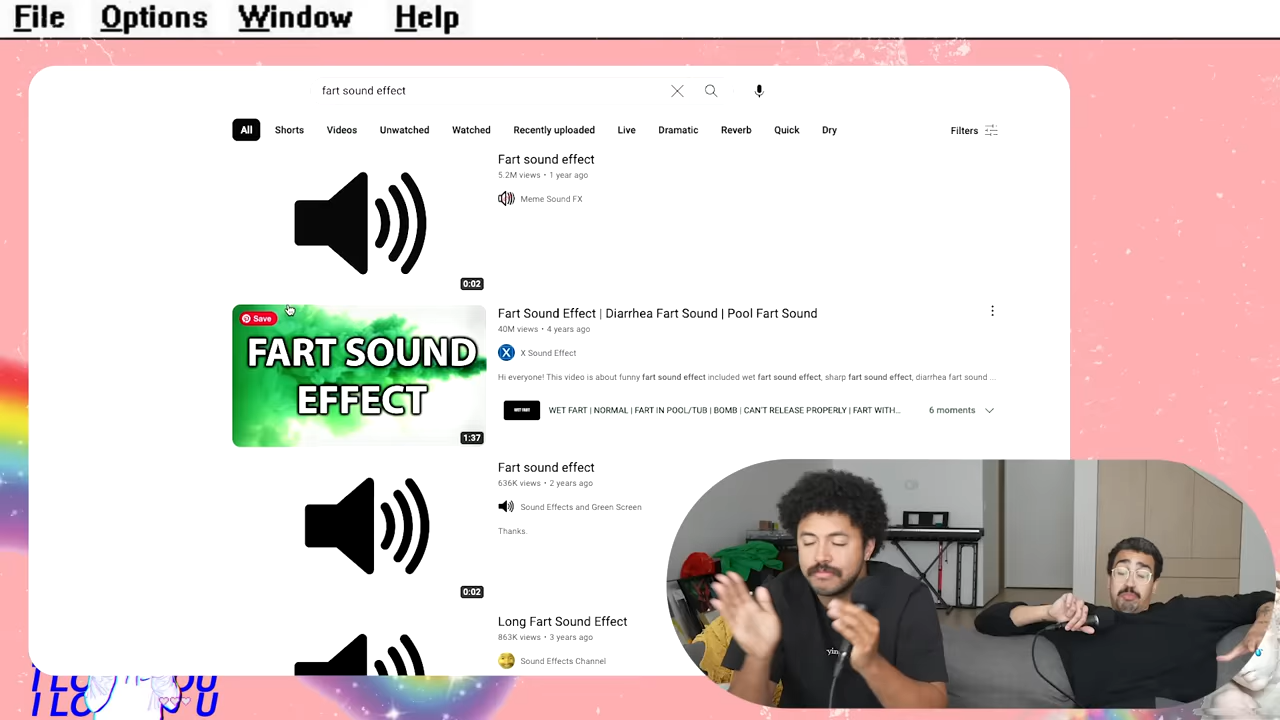 File Options Window Help
fart sound effect
All Shorts Videos Unwatched Watched Recently uploaded Live Dramatic Reverb Quick Dry Filters
Fart sound effect
5.2M views • 1 year ago
Meme Sound FX
0:02
Save
FART SOUND
EFFECT
1:37
Fart Sound Effect | Diarrhea Fart Sound | Pool Fart Sound
40M views • 4 years ago
X Sound Effect
Hi everyone! This video is about funny fart sound effect included wet fart sound effect, sharp fart sound effect, diarrhea fart sound ...
WET FART
WET FART | NORMAL | FART IN POOL/TUB | BOMB | CAN'T RELEASE PROPERLY | FART WITH...
6 moments
Fart sound effect
636K views • 2 years ago
Sound Effects and Green Screen
Thanks.
0:02
Long Fart Sound Effect
863K views • 3 years ago
Sound Effects Channel